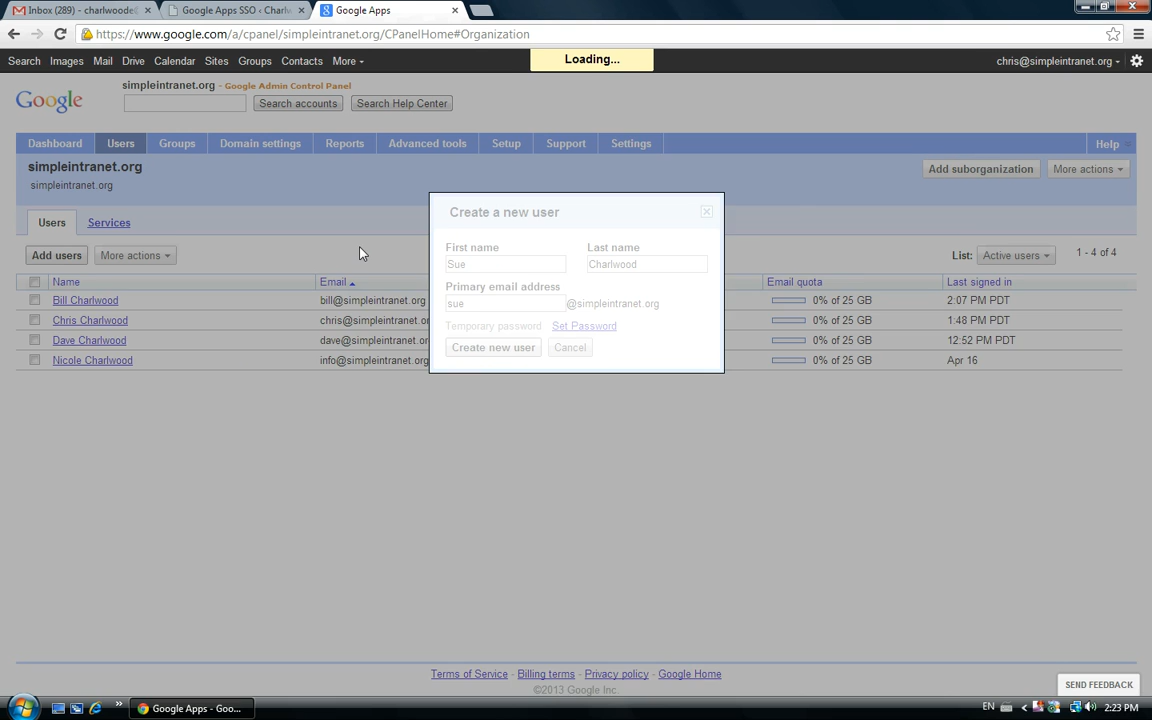 Inbox (289) - charlwoode
Google Apps SSO ‹ Charlw
Google Apps
https://www.google.com/a/cpanel/simpleintranet.org/CPanelHome#Organization
Search Images Mail Drive Calendar Sites Groups Contacts More
Loading...
chris@simpleintranet.org
Google
simpleintranet.org - Google Admin Control Panel
Search accounts Search Help Center
Dashboard Users Groups Domain settings Reports Advanced tools Setup Support Settings Help
simpleintranet.org
simpleintranet.org
Add suborganization More actions
Users Services
Add users More actions
List: Active users 1 - 4 of 4
Name Email Email quota Last signed in
Bill Charlwood bill@simpleintranet.org 0% of 25 GB 2:07 PM PDT
Chris Charlwood chris@simpleintranet.or 0% of 25 GB 1:48 PM PDT
Dave Charlwood dave@simpleintranet.or 0% of 25 GB 12:52 PM PDT
Nicole Charlwood info@simpleintranet.org 0% of 25 GB Apr 16
Create a new user
First name Last name
Sue Charlwood
Primary email address
sue @simpleintranet.org
Temporary password Set Password
Create new user Cancel
Terms of Service - Billing terms - Privacy policy - Google Home
©2013 Google Inc.
SEND FEEDBACK
Google Apps - Goo...
EN
2:23 PM